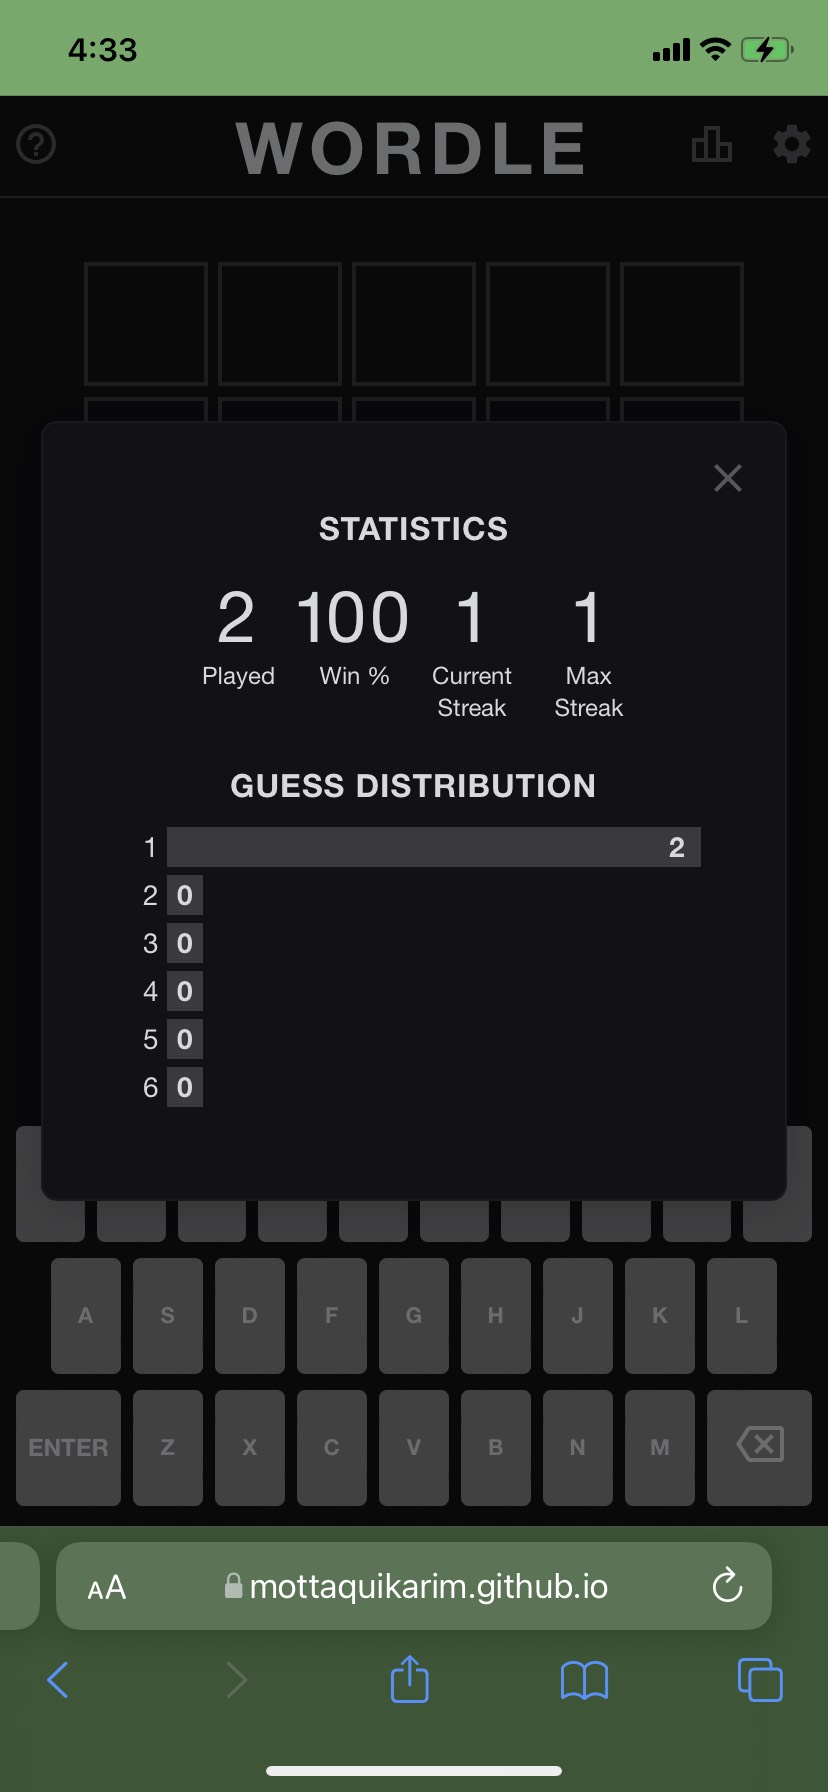 4:33
WORDLE
STATISTICS
2 100 1 1
Played Win % Current Streak Max Streak
GUESS DISTRIBUTION
1 2
2 0
3 0
4 0
5 0
6 0
A S D F G H J K L
ENTER Z X C V B N M
AA mottaquikarim.github.io